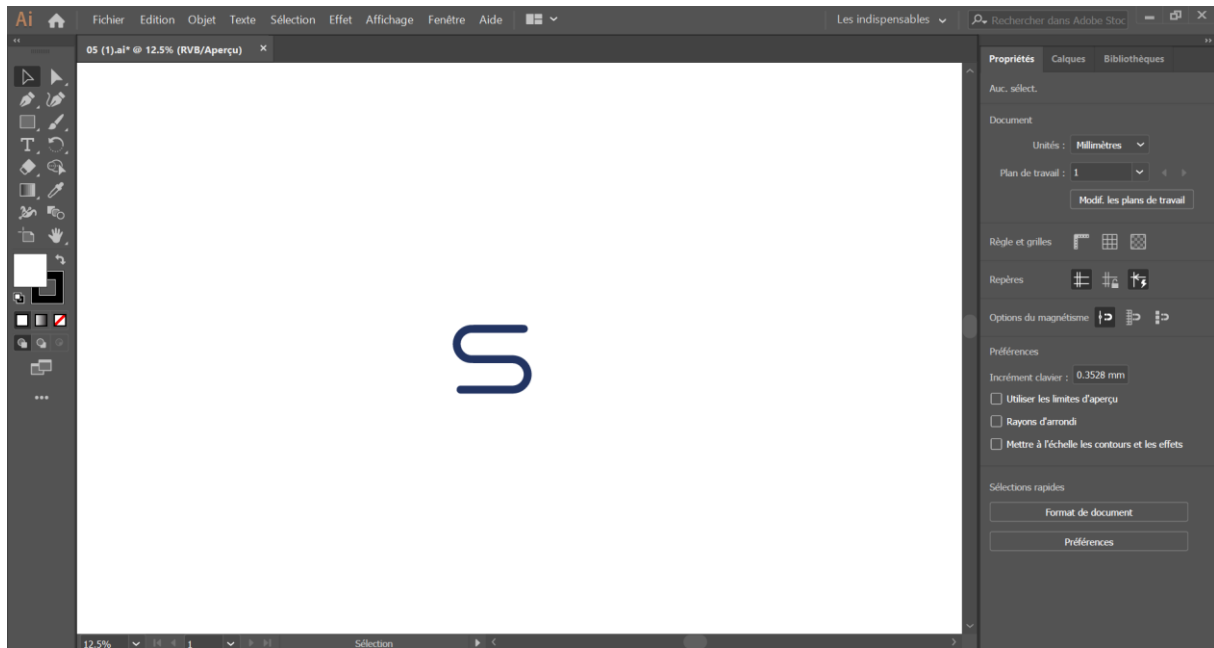 Ai Fichier Edition Objet Texte Sélection Effet Affichage Fenêtre Aide Les indispensables Rechercher dans Adobe Stoc
05 (1).ai* @ 12.5% (RVB/Aperçu) ×
Propriétés Calques Bibliothèques
Auc. sélect.
Document
Unités : Millimètres
Plan de travail : 1
Modif. les plans de travail
Règle et grilles
Repères
Options du magnétisme
S
Préférences
Incrément clavier : 0.3528 mm
Utiliser les limites d'aperçu
Rayons d'arrondi
Mettre à l'échelle les contours et les effets
Sélections rapides
Format de document
Préférences
12.5% 1 Sélection